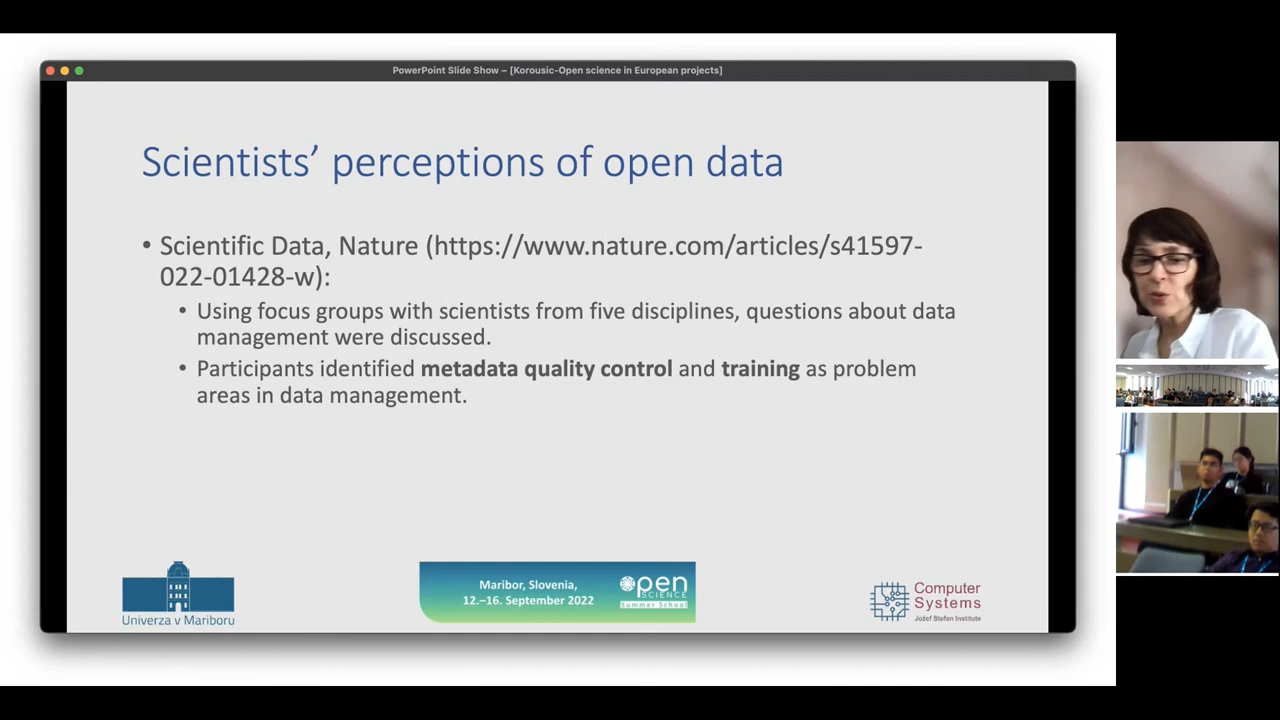 PowerPoint Slide Show – [Korousic-Open science in European projects]
Scientists’ perceptions of open data
• Scientific Data, Nature (https://www.nature.com/articles/s41597-
022-01428-w):
• Using focus groups with scientists from five disciplines, questions about data
management were discussed.
• Participants identified metadata quality control and training as problem
areas in data management.
Univerza v Mariboru
Maribor, Slovenia,
12.–16. September 2022
Open
SCIENCE
Summer School
Computer
Systems
Jožef Stefan Institute